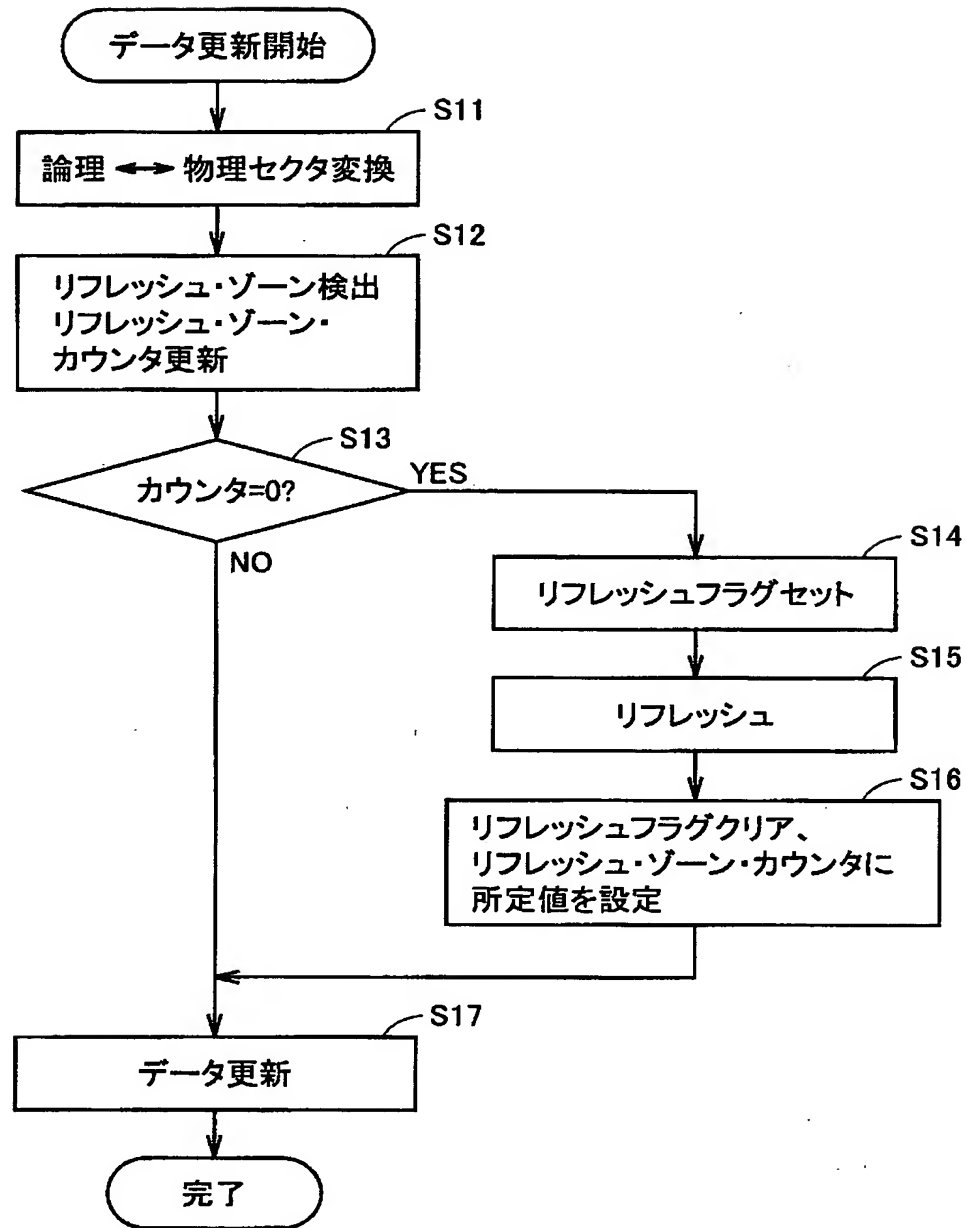 データ更新開始
S11
論理 ↔ 物理セクタ変換
S12
リフレッシュ・ゾーン検出
リフレッシュ・ゾーン・
カウンタ更新
S13
カウンタ=0?
YES
NO
S14
リフレッシュフラグセット
S15
リフレッシュ
S16
リフレッシュフラグクリア、
リフレッシュ・ゾーン・カウンタに
所定値を設定
S17
データ更新
完了